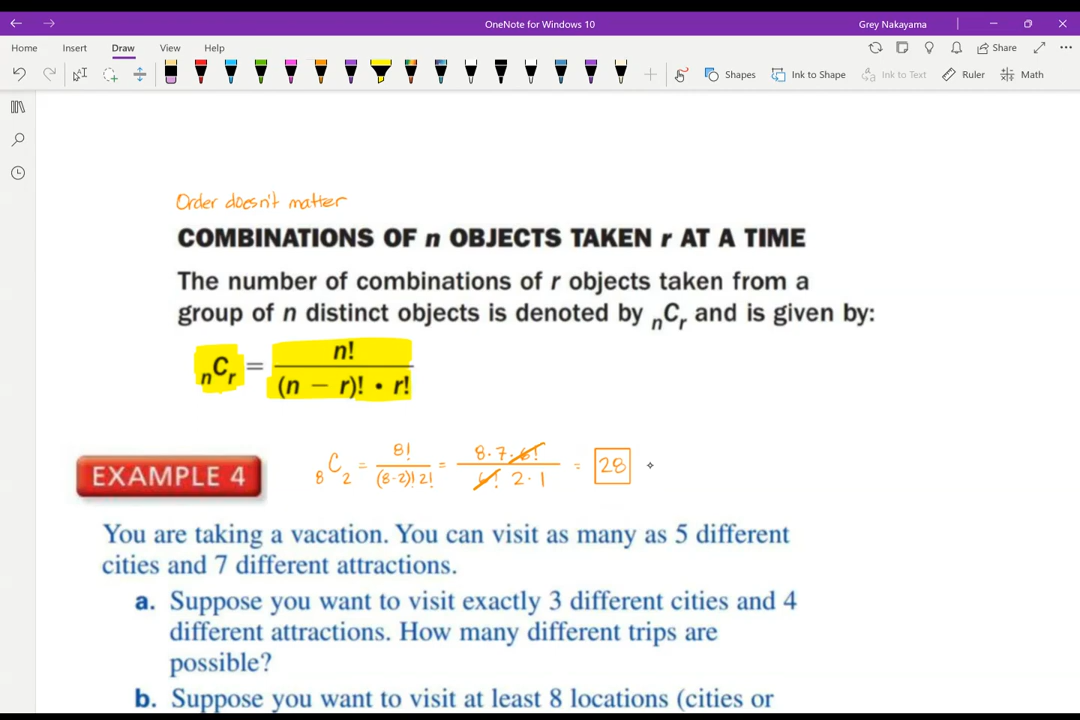 OneNote for Windows 10
Grey Nakayama
Home Insert Draw View Help
Share
Shapes Ink to Shape Ink to Text Ruler Math
Order doesn't matter
COMBINATIONS OF n OBJECTS TAKEN r AT A TIME
The number of combinations of r objects taken from a
group of n distinct objects is denoted by nCr and is given by:
nCr = n! / (n − r)! • r!
EXAMPLE 4
8C2 = 8! / (8-2)! 2! = 8·7·6! / 6! 2·1 = 28
You are taking a vacation. You can visit as many as 5 different
cities and 7 different attractions.
a. Suppose you want to visit exactly 3 different cities and 4
different attractions. How many different trips are
possible?
b. Suppose you want to visit at least 8 locations (cities or